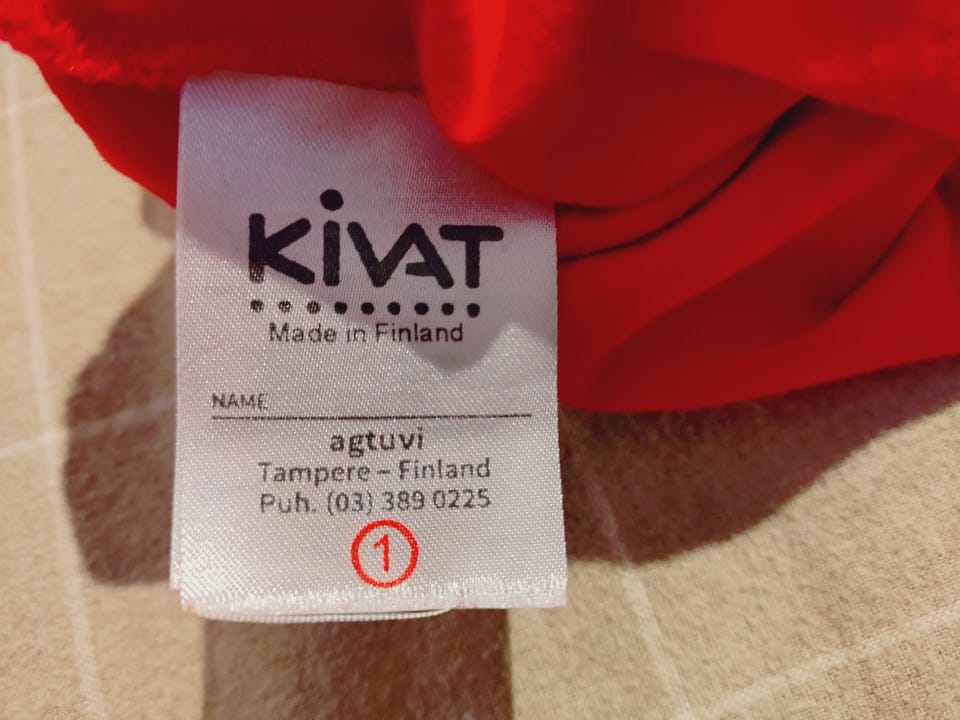 KiVAT
Made in Finland
NAME
agtuvi
Tampere – Finland
Puh. (03) 389 0225
1